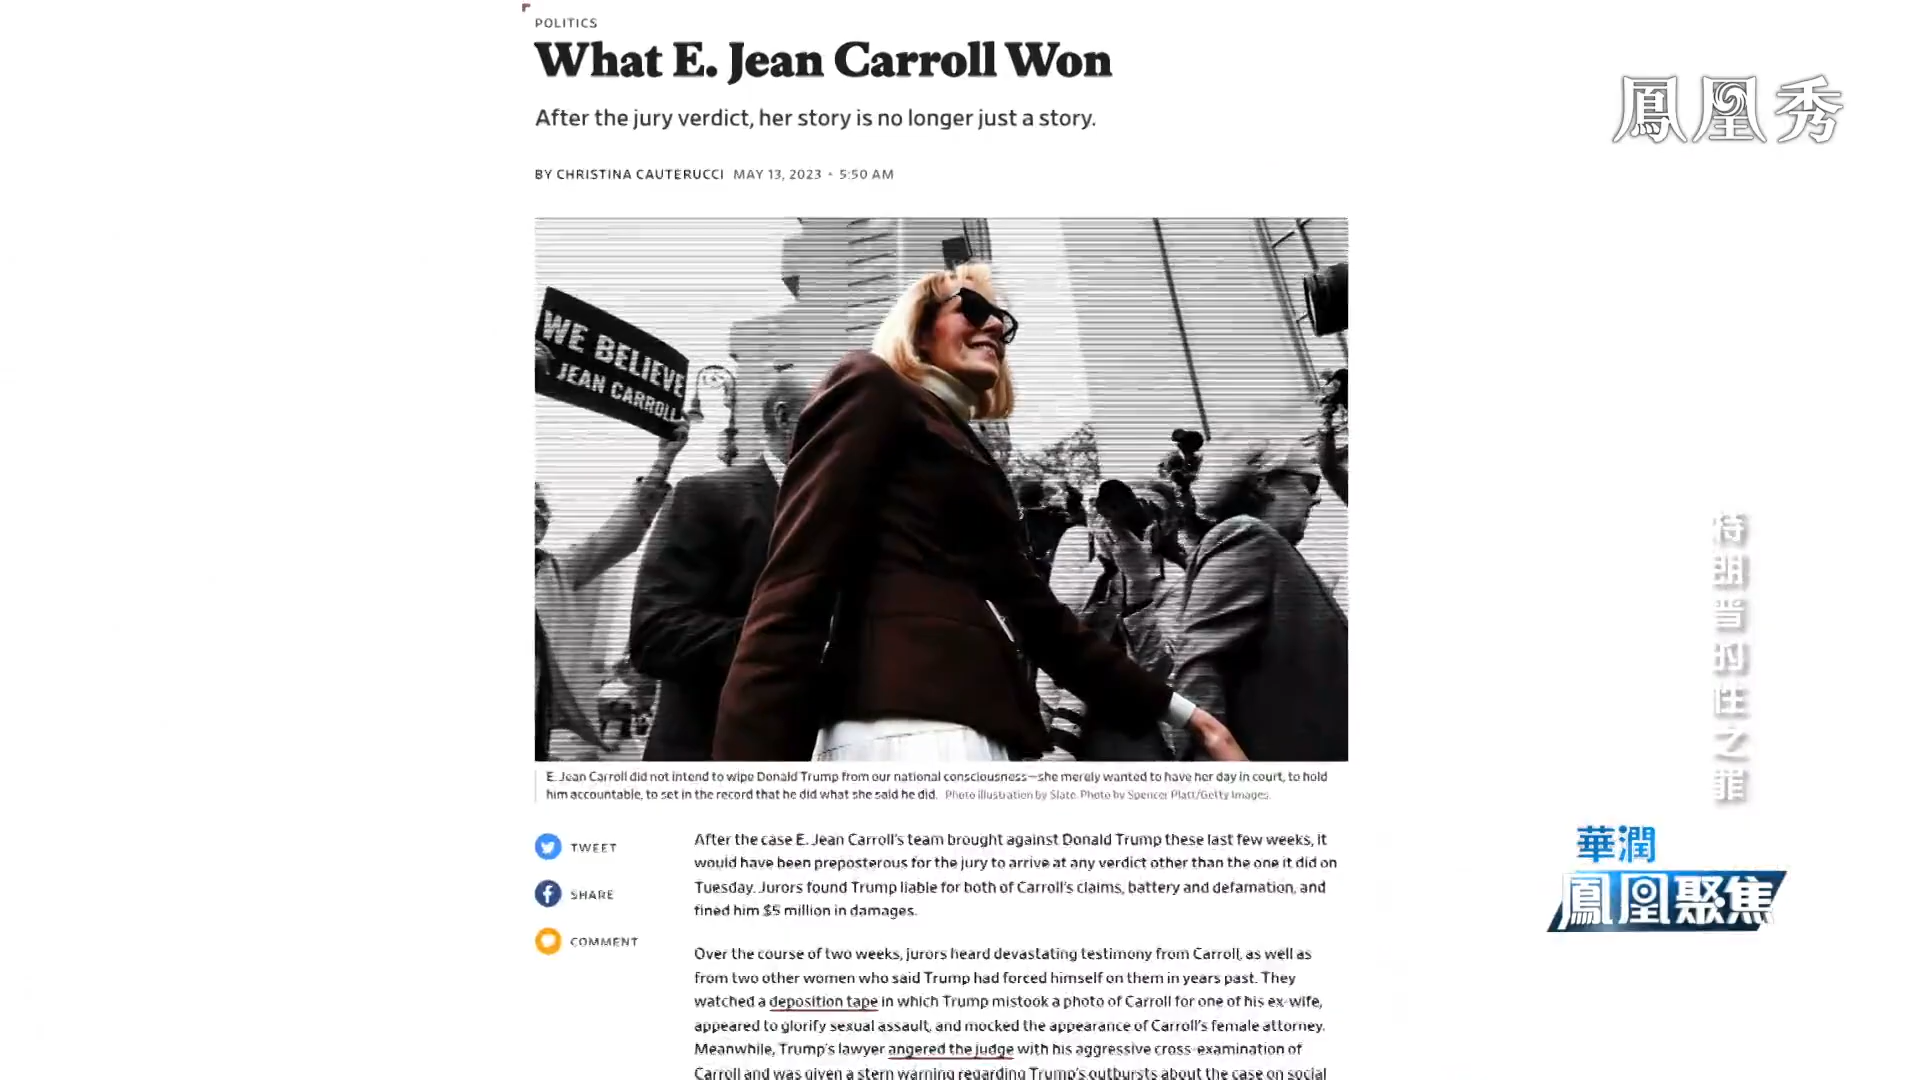 POLITICS
What E. Jean Carroll Won
After the jury verdict, her story is no longer just a story.
BY CHRISTINA CAUTERUCCI MAY 13, 2023 • 5:50 AM
鳳凰秀
WE BELIEVE
JEAN CARROLL
特朗普的性之罪
E. Jean Carroll did not intend to wipe Donald Trump from our national consciousness—she merely wanted to have her day in court, to hold
him accountable, to set in the record that he did what she said he did. Photo illustration by Slate. Photo by Spencer Platt/Getty Images.
TWEET
SHARE
COMMENT
After the case E. Jean Carroll's team brought against Donald Trump these last few weeks, it
would have been preposterous for the jury to arrive at any verdict other than the one it did on
Tuesday. Jurors found Trump liable for both of Carroll's claims, battery and defamation, and
fined him $5 million in damages.
Over the course of two weeks, jurors heard devastating testimony from Carroll, as well as
from two other women who said Trump had forced himself on them in years past. They
watched a deposition tape in which Trump mistook a photo of Carroll for one of his ex-wife,
appeared to glorify sexual assault, and mocked the appearance of Carroll's female attorney.
Meanwhile, Trump's lawyer angered the judge with his aggressive cross-examination of
Carroll and was given a stern warning regarding Trump's outbursts about the case on social
華潤
鳳凰聚焦